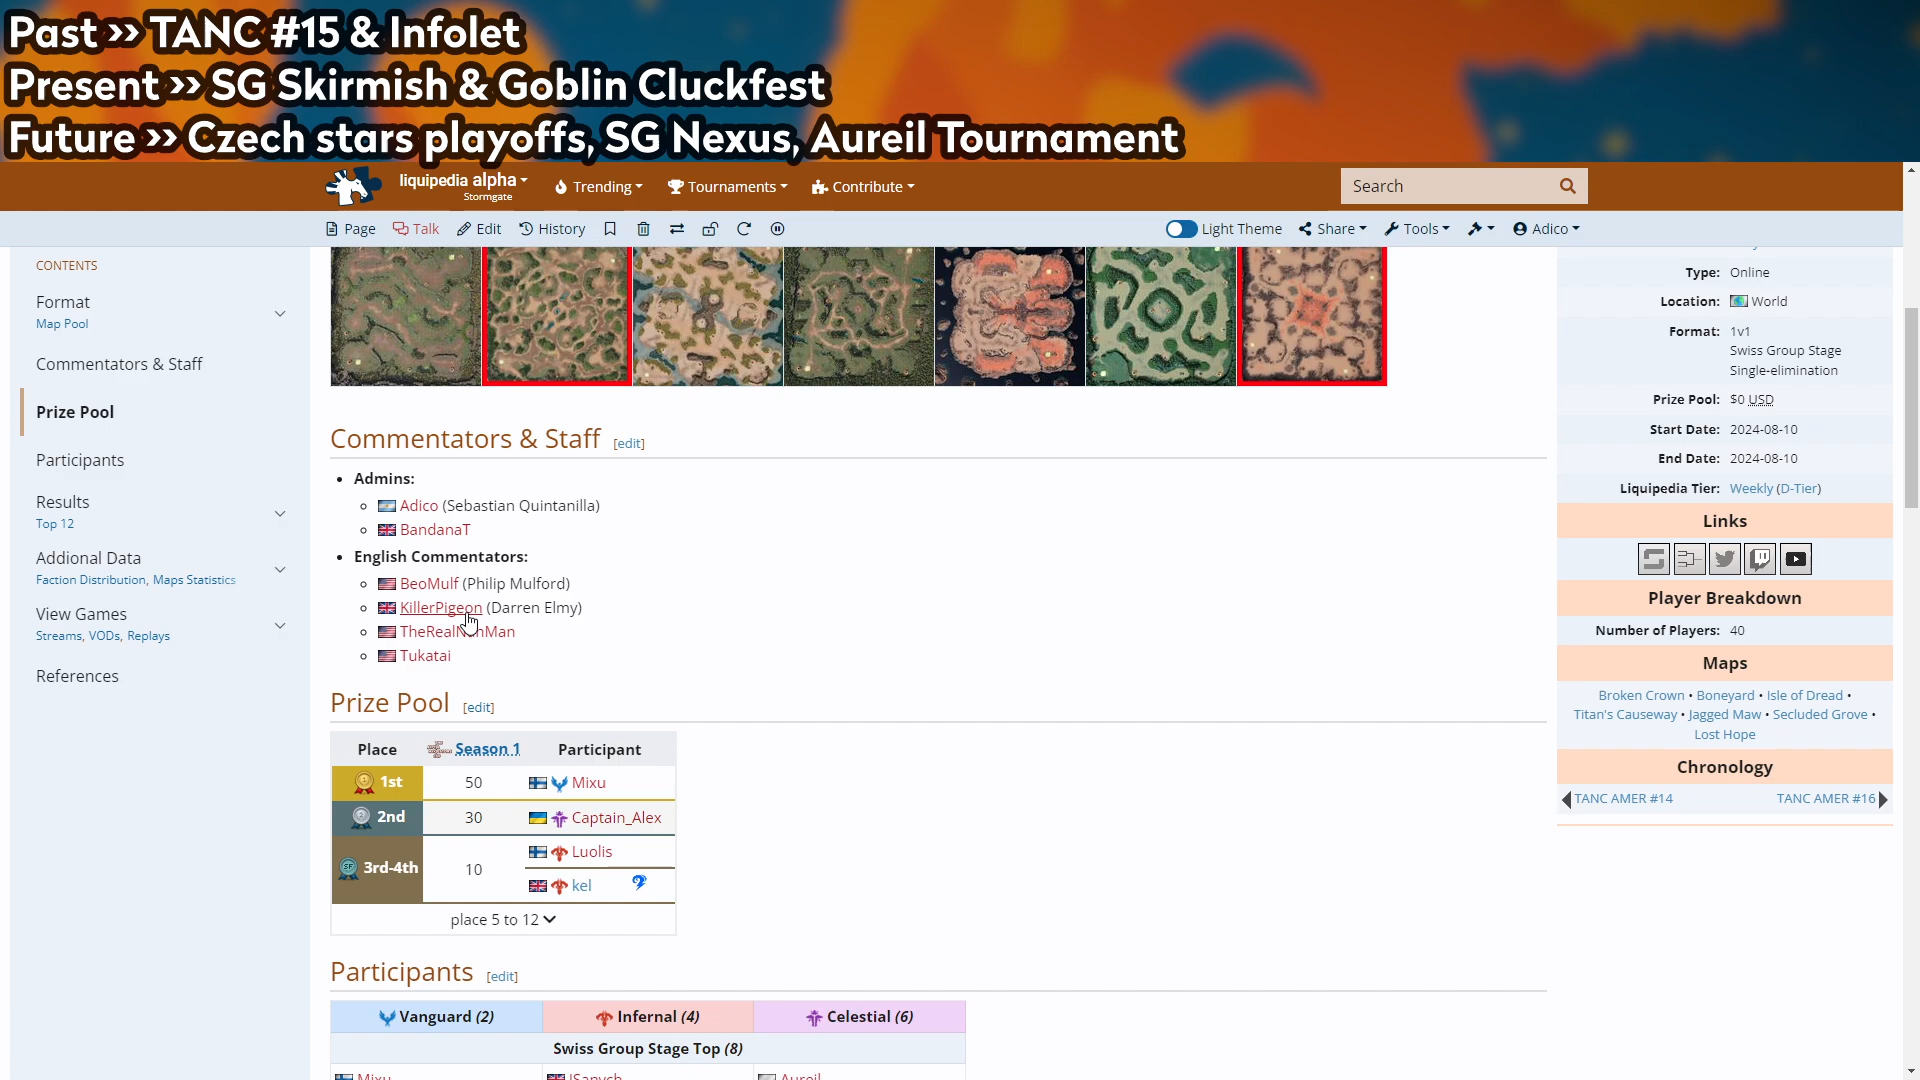 Past >> TANC #15 & Infolet
Present >> SG Skirmish & Goblin Cluckfest
Future >> Czech stars playoffs, SG Nexus, Aureil Tournament
liquipedia alpha
Stormgate
Trending
Tournaments
Contribute
Search
Page
Talk
Edit
History
Light Theme
Share
Tools
Adico
CONTENTS
Format
Map Pool
Commentators & Staff
Prize Pool
Participants
Results
Top 12
Addional Data
Faction Distribution, Maps Statistics
View Games
Streams, VODs, Replays
References
Commentators & Staff [edit]
Admins:
Adico (Sebastian Quintanilla)
BandanaT
English Commentators:
BeoMulf (Philip Mulford)
KillerPigeon (Darren Elmy)
Tukatai
Prize Pool [edit]
Place Season 1 Participant
1st 50 Mixu
2nd 30 Captain_Alex
3rd-4th 10 Luolis
kel
place 5 to 12
Participants [edit]
Vanguard (2) Infernal (4) Celestial (6)
Swiss Group Stage Top (8)
Mixu Aureil
Type: Online
Location: World
Format: 1v1
Swiss Group Stage
Single-elimination
Prize Pool: $0 USD
Start Date: 2024-08-10
End Date: 2024-08-10
Liquipedia Tier: Weekly (D-Tier)
Links
Player Breakdown
Number of Players: 40
Maps
Broken Crown • Boneyard • Isle of Dread •
Titan's Causeway • Jagged Maw • Secluded Grove •
Lost Hope
Chronology
TANC AMER #14 TANC AMER #16